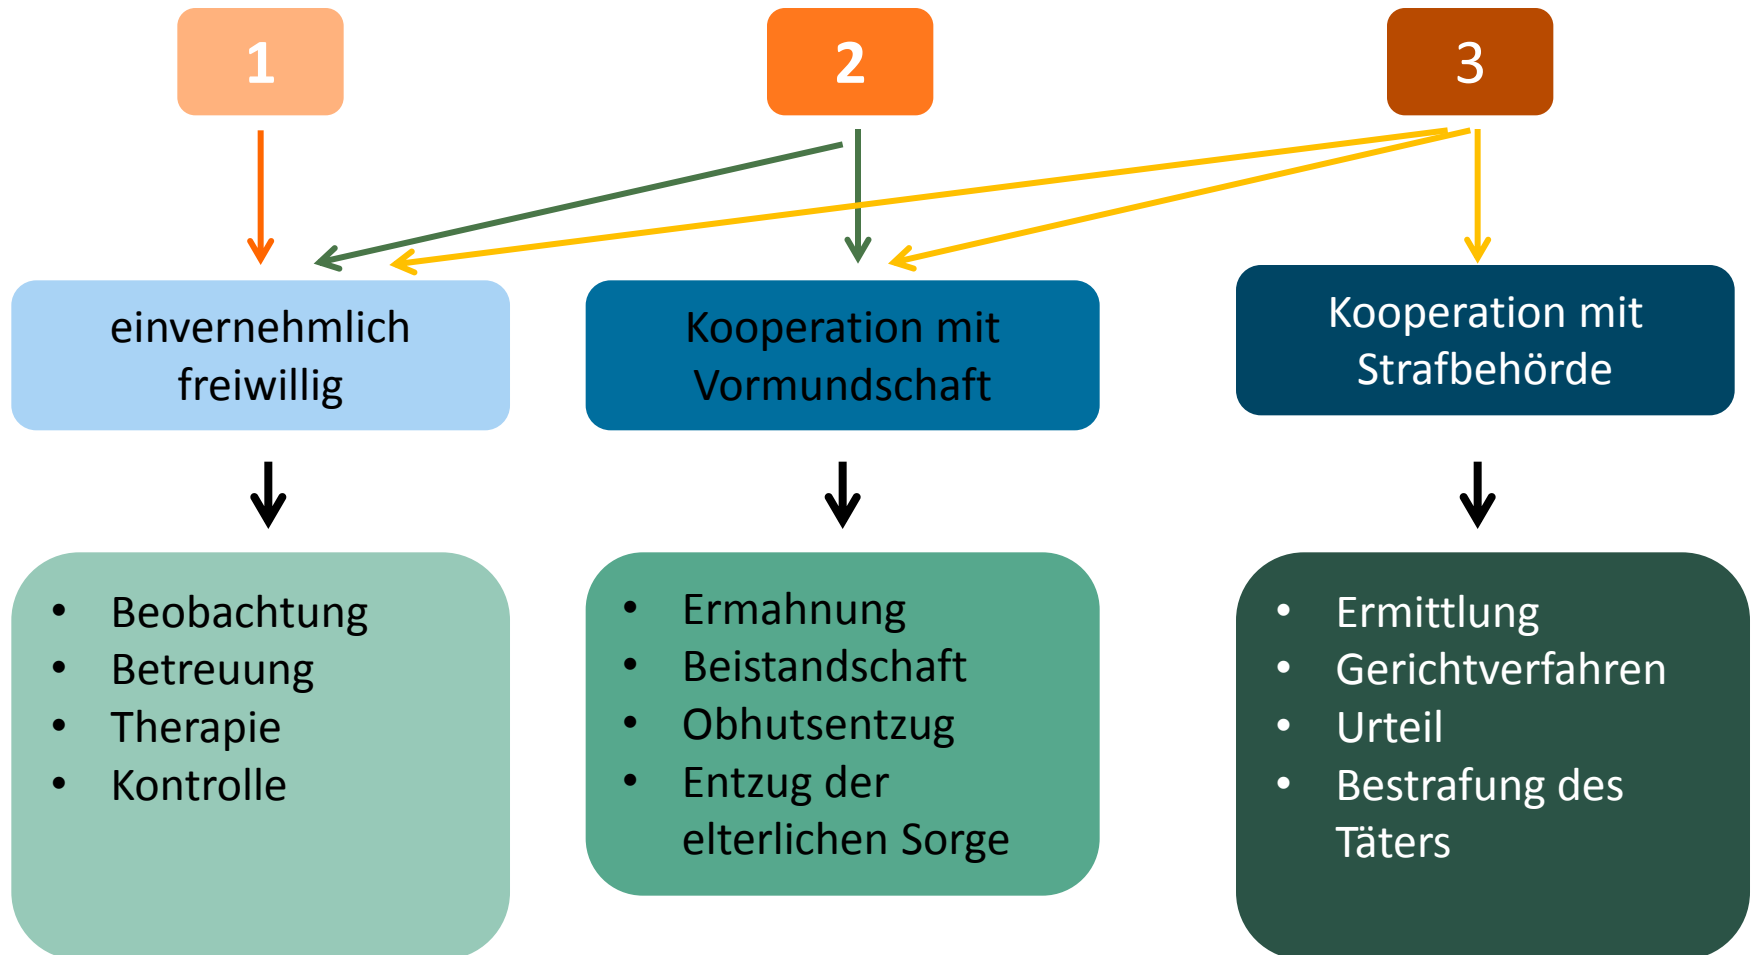 1
2
3
einvernehmlich
freiwillig
Kooperation mit
Vormundschaft
Kooperation mit
Strafbehörde
• Beobachtung
• Betreuung
• Therapie
• Kontrolle
• Ermahnung
• Beistandschaft
• Obhutsentzug
• Entzug der
elterlichen Sorge
• Ermittlung
• Gerichtverfahren
• Urteil
• Bestrafung des
Täters